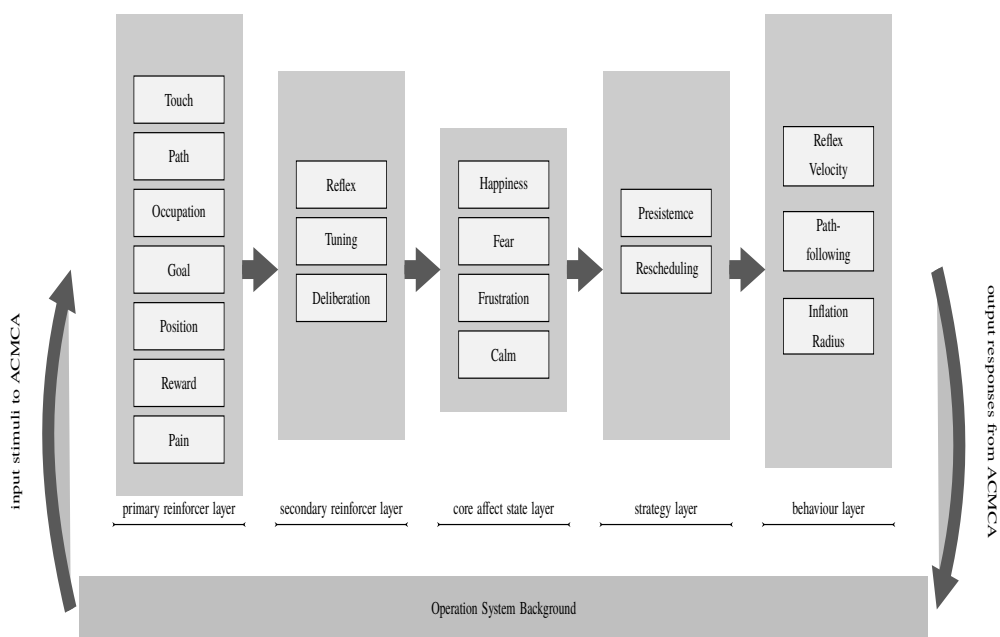 Touch
Path
Occupation
Goal
Position
Reward
Pain
Reflex
Tuning
Deliberation
Happiness
Fear
Frustration
Calm
Presistemce
Rescheduling
Reflex
Velocity
Path-
following
Inflation
Radius
input stimuli to ACMCA
output responses from ACMCA
primary reinforcer layer
secondary reinforcer layer
core affect state layer
strategy layer
behaviour layer
Operation System Background